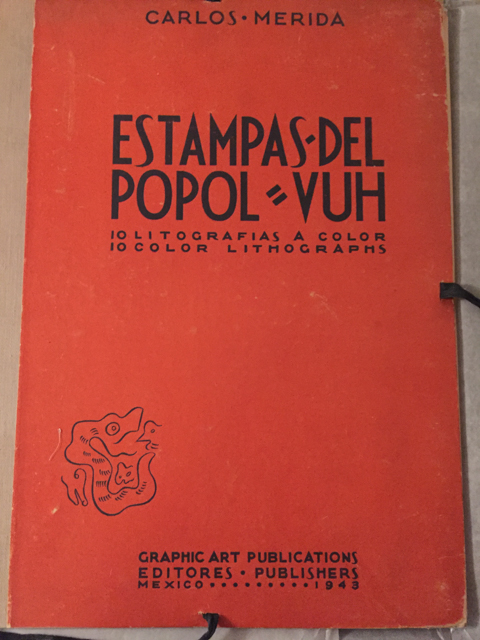 CARLOS · MERIDA
ESTAMPAS · DEL
POPOL = VUH
10 LITOGRAFIAS A COLOR
10 COLOR LITHOGRAPHS
GRAPHIC ART PUBLICATIONS
EDITORES · PUBLISHERS
MEXICO · · · · · · · · · · 1943